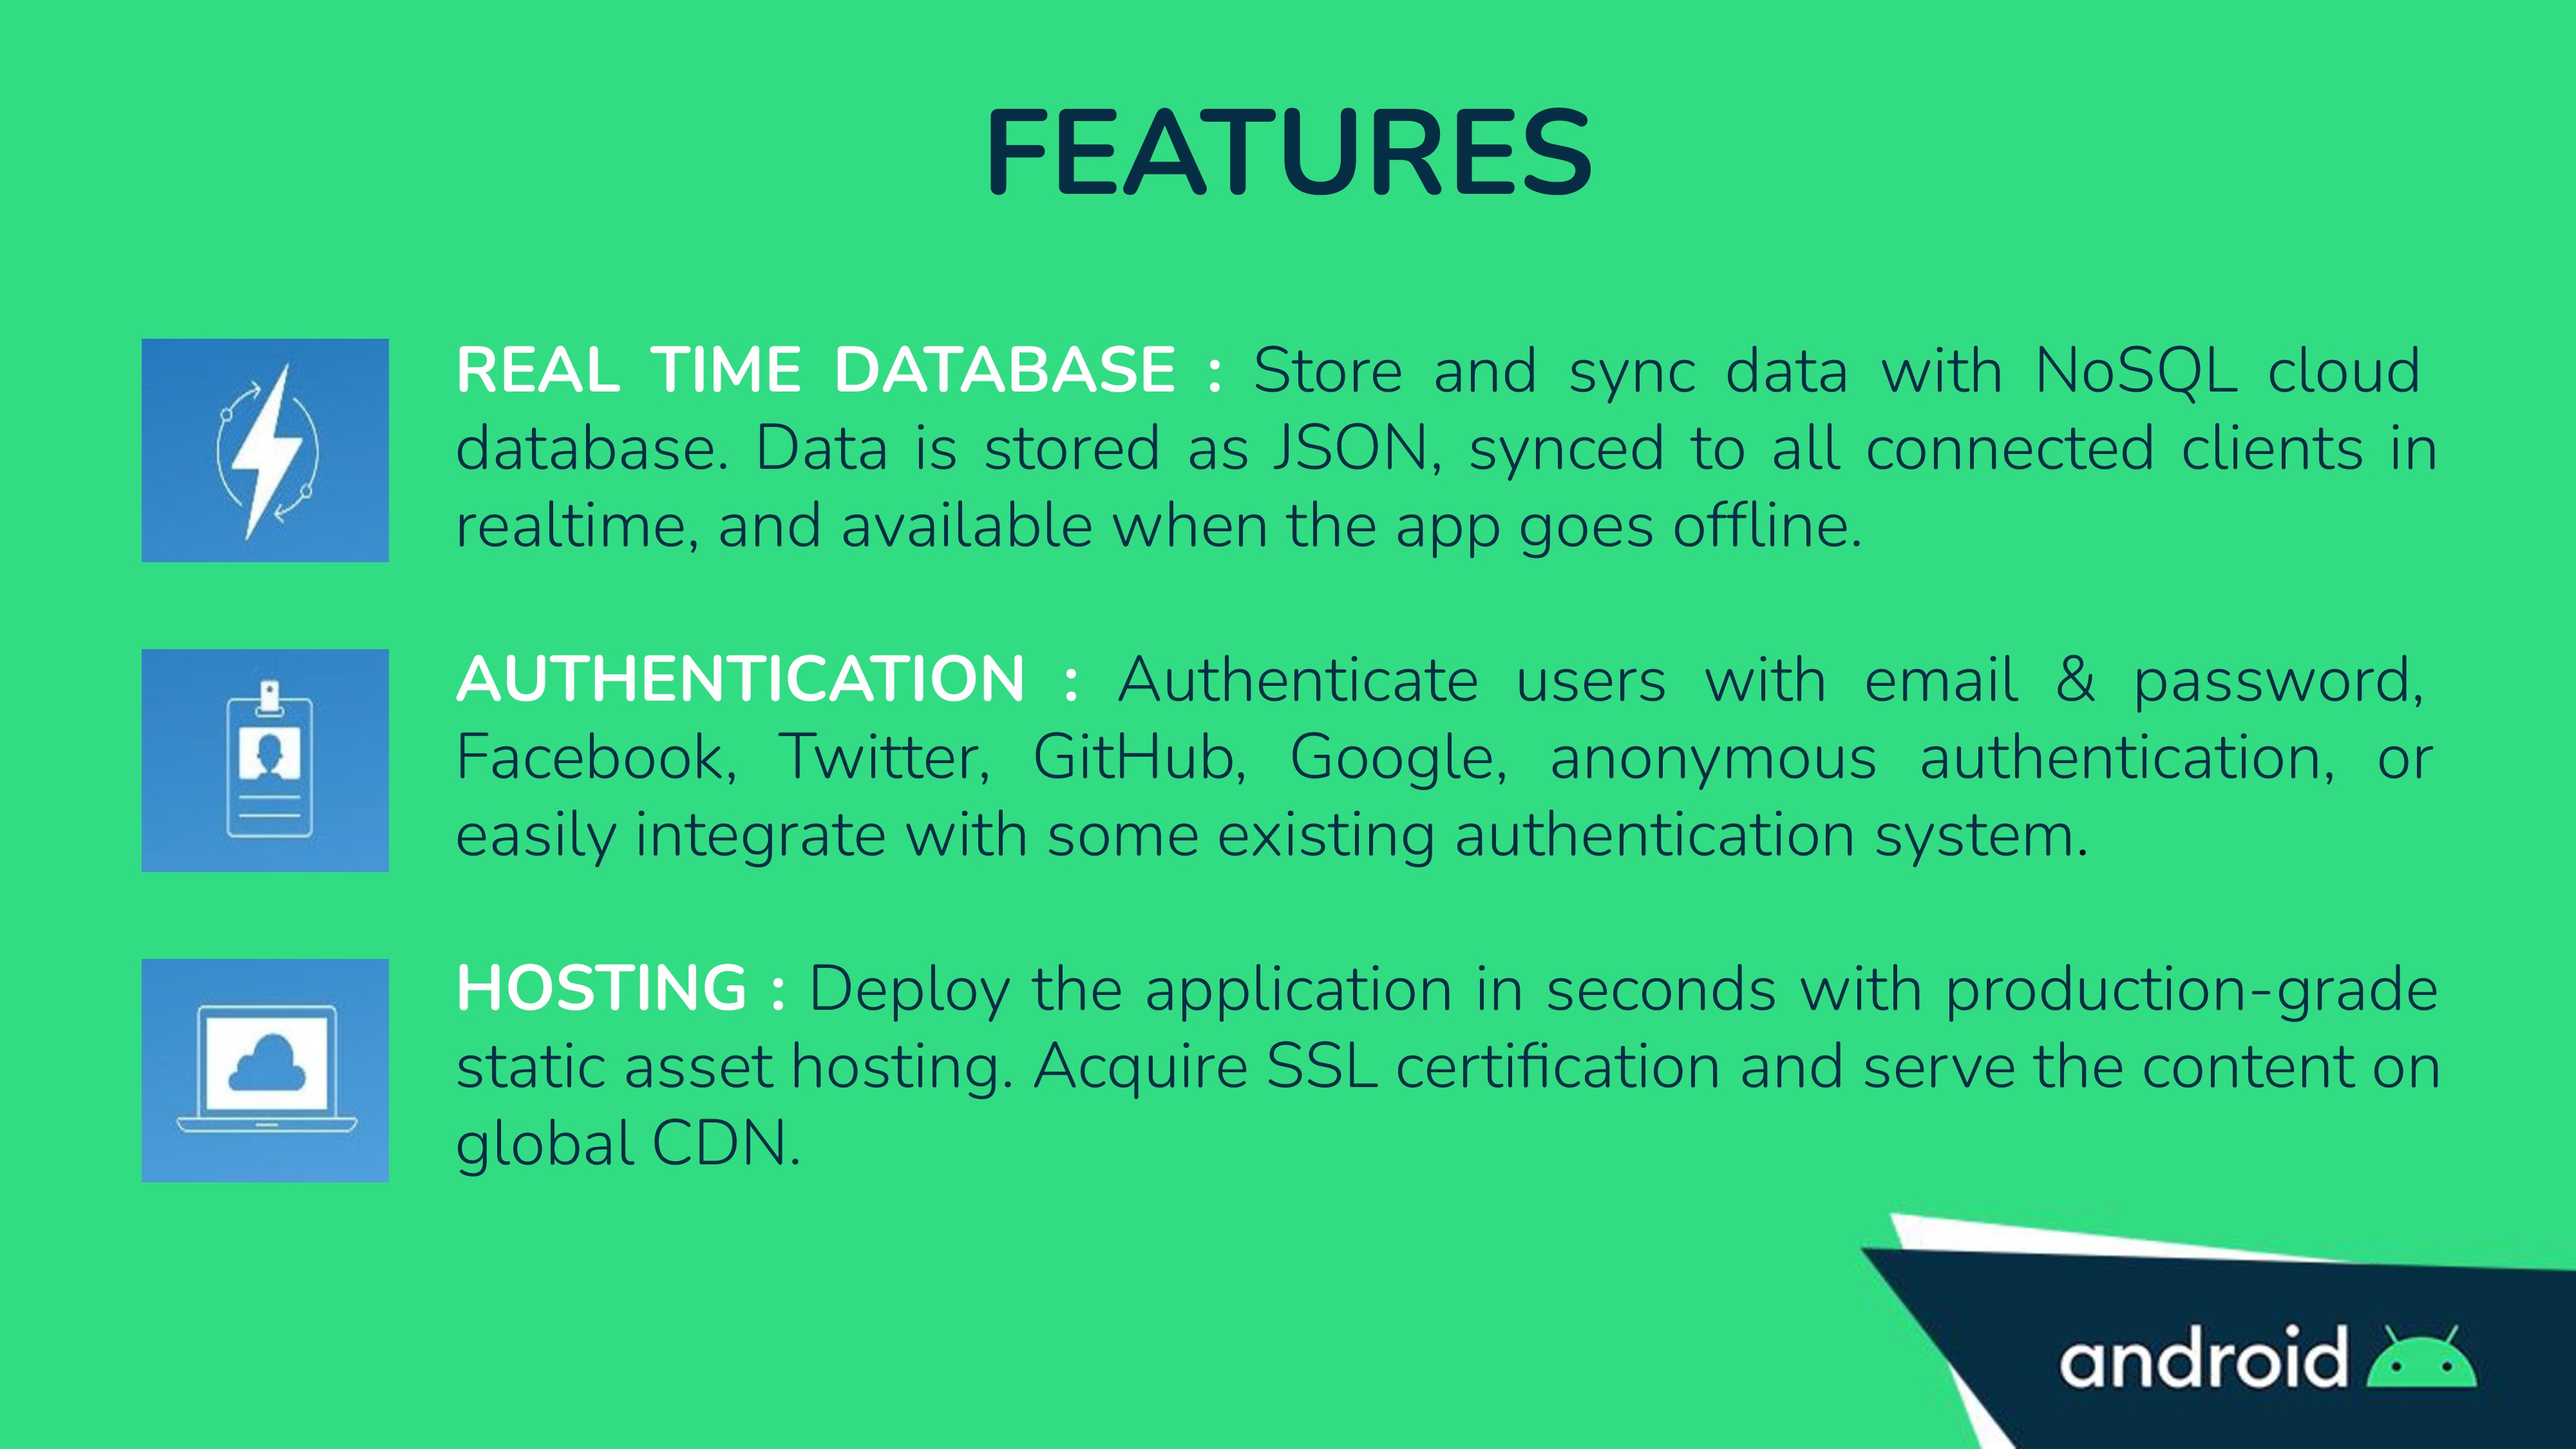 FEATURES
REAL TIME DATABASE : Store and sync data with NoSQL cloud
database. Data is stored as JSON, synced to all connected clients in
realtime, and available when the app goes offline.
AUTHENTICATION : Authenticate users with email & password,
Facebook, Twitter, GitHub, Google, anonymous authentication, or
easily integrate with some existing authentication system.
HOSTING : Deploy the application in seconds with production-grade
static asset hosting. Acquire SSL certification and serve the content on
global CDN.
android